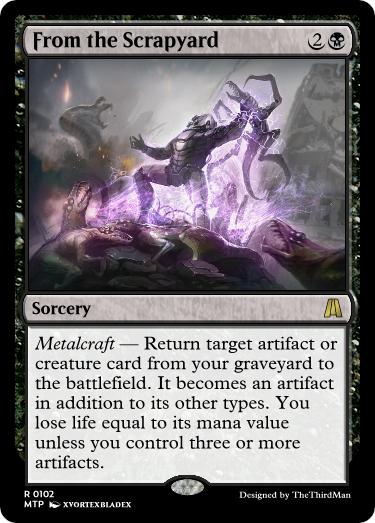 From the Scrapyard 2
Sorcery
Metalcraft — Return target artifact or
creature card from your graveyard to
the battlefield. It becomes an artifact
in addition to its other types. You
lose life equal to its mana value
unless you control three or more
artifacts.
R 0102
MTP XVORTEXBLADEX
Designed by TheThirdMan